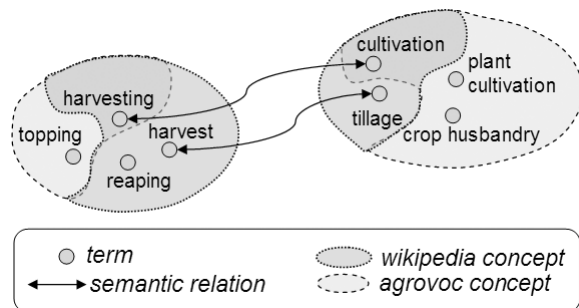 cultivation
plant
cultivation
harvesting
tillage
topping
harvest
crop husbandry
reaping
term
wikipedia concept
semantic relation
agrovoc concept